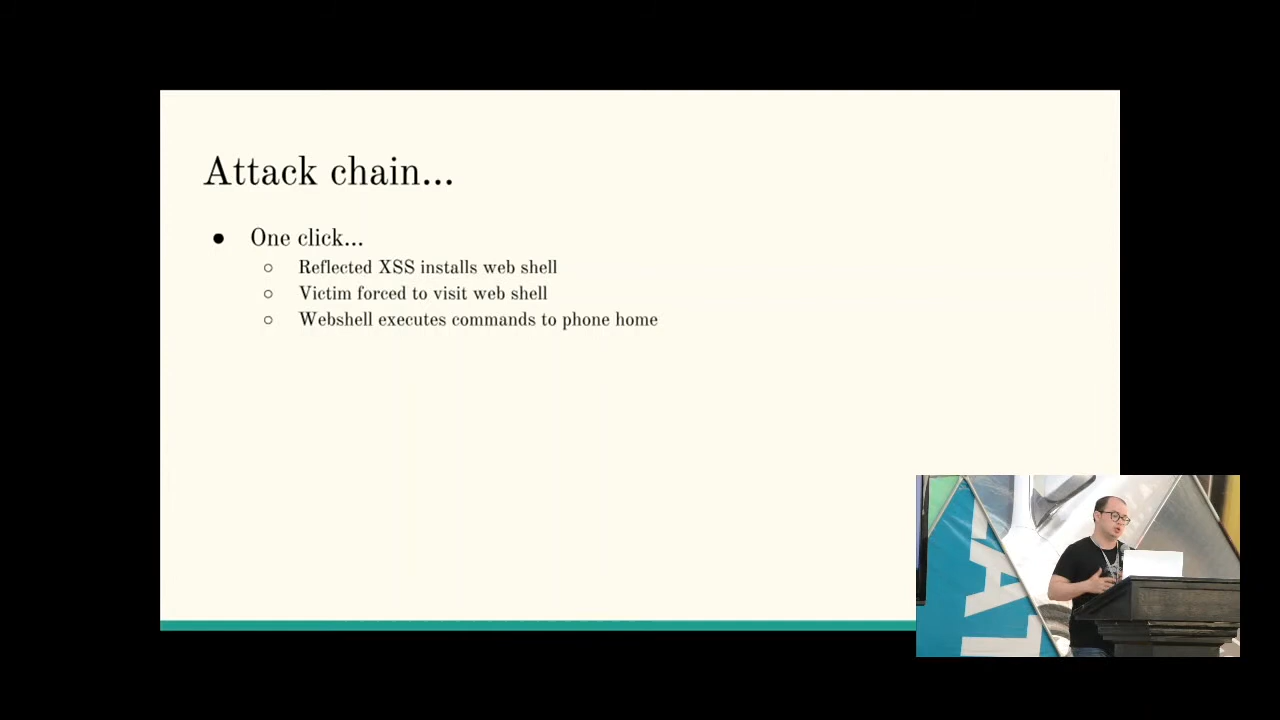 Attack chain...
● One click...
○ Reflected XSS installs web shell
○ Victim forced to visit web shell
○ Webshell executes commands to phone home